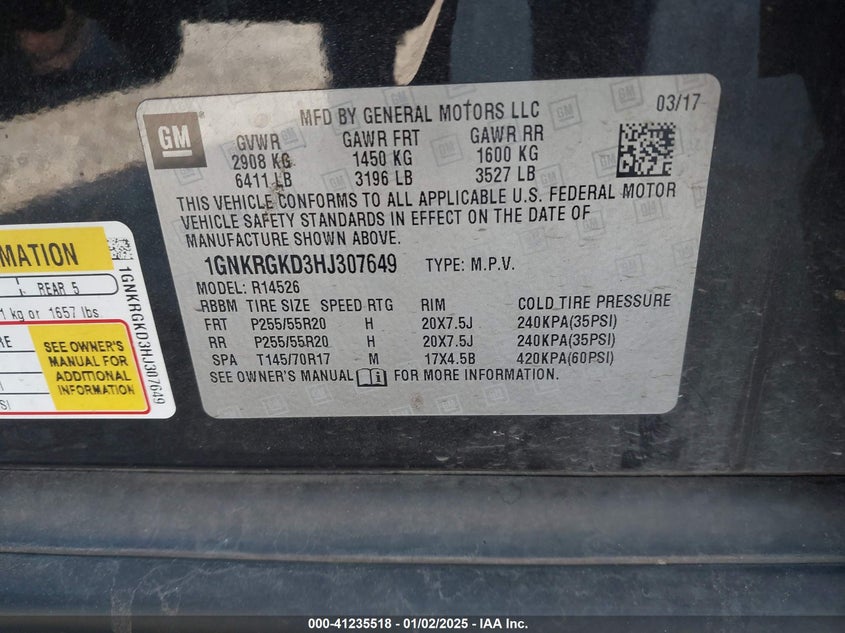 MFD BY GENERAL MOTORS LLC
03/17
GM
GVWR GAWR FRT GAWR RR
2908 KG 1450 KG 1600 KG
6411 LB 3196 LB 3527 LB
THIS VEHICLE CONFORMS TO ALL APPLICABLE U.S. FEDERAL MOTOR
VEHICLE SAFETY STANDARDS IN EFFECT ON THE DATE OF
MANUFACTURE SHOWN ABOVE.
1GNKRGKD3HJ307649 TYPE: M.P.V.
MODEL: R14526
RBBM TIRE SIZE SPEED RTG RIM COLD TIRE PRESSURE
FRT P255/55R20 H 20X7.5J 240KPA(35PSI)
RR P255/55R20 H 20X7.5J 240KPA(35PSI)
SPA T145/70R17 M 17X4.5B 420KPA(60PSI)
SEE OWNER'S MANUAL FOR MORE INFORMATION.
REAR 5
kg or 1657 lbs.
SEE OWNER'S
MANUAL FOR
ADDITIONAL
INFORMATION
1GNKRGKD3HJ307649
000-41235518 - 01/02/2025 - IAA Inc.